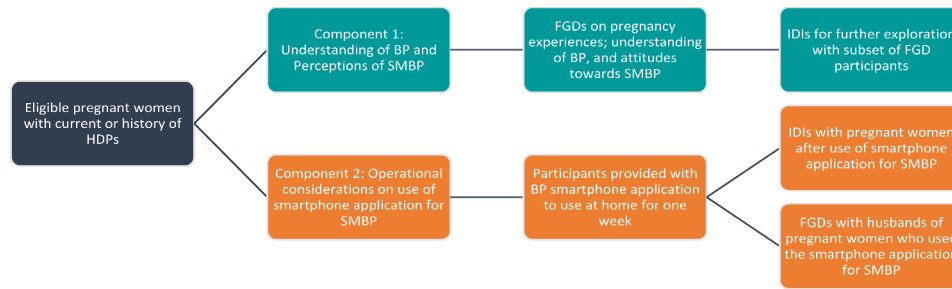 Component 1:
Understanding of BP and
Perceptions of SMBP
FGDs on pregnancy
experiences; understanding
of BP, and attitudes
towards SMBP
IDIs for further exploration
with subset of FGD
participants
Eligible pregnant women
with current or history of
HDPs
Component 2: Operational
considerations on use of
smartphone application for
SMBP
Participants provided with
BP smartphone application
to use at home for one
week
IDIs with pregnant women
after use of smartphone
application for SMBP
FGDs with husbands of
pregnant women who used
the smartphone application
for SMBP